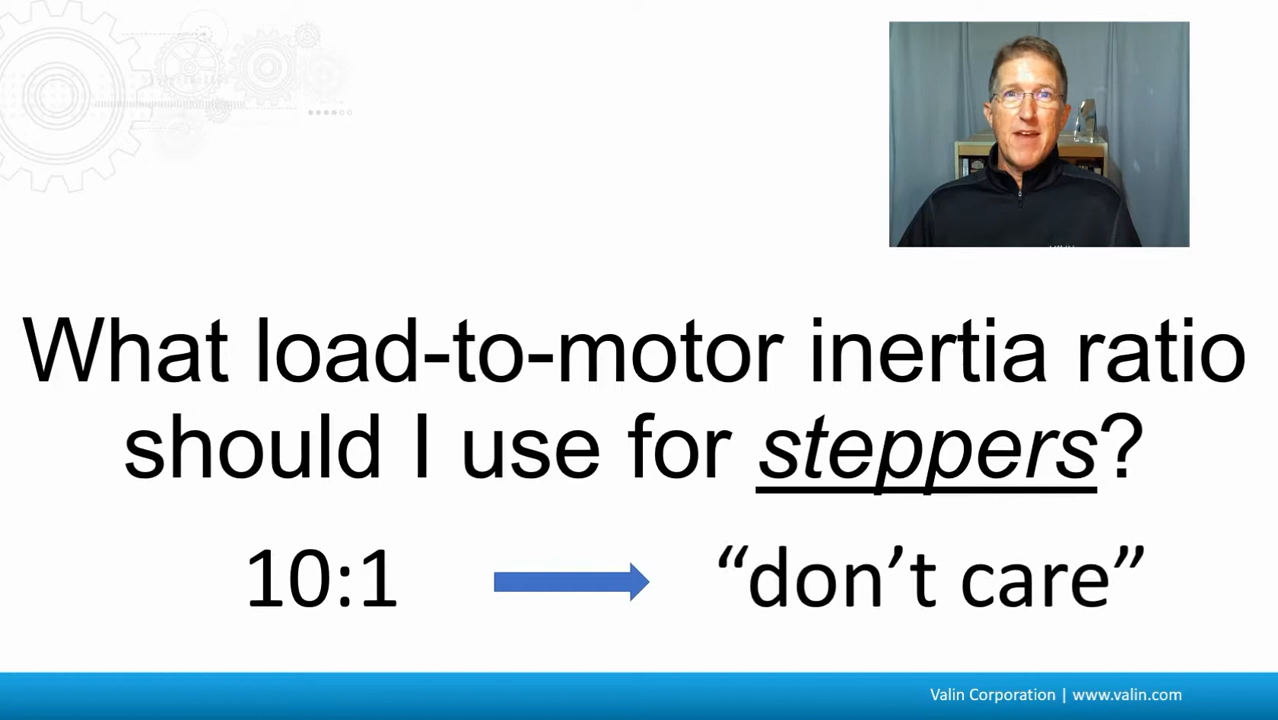 What load-to-motor inertia ratio
should I use for steppers?
10:1 “don’t care”
Valin Corporation | www.valin.com